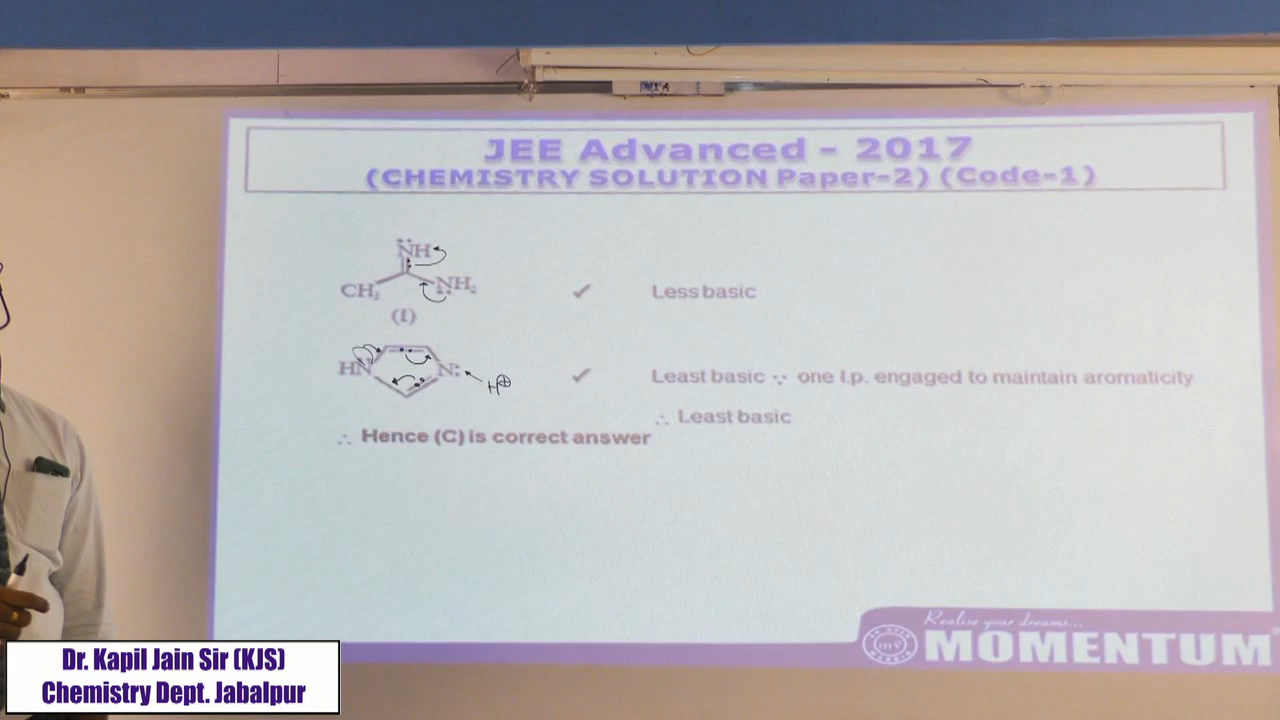 JEE Advanced - 2017
(CHEMISTRY SOLUTION Paper-2) (Code-1)
NH
CH3 NH2
(I)
✓ Less basic
HN N: H⊕
✓ Least basic ∵ one l.p. engaged to maintain aromaticity
∴ Least basic
∴ Hence (C) is correct answer
Realise your dreams...
MOMENTUM
Dr. Kapil Jain Sir (KJS)
Chemistry Dept. Jabalpur